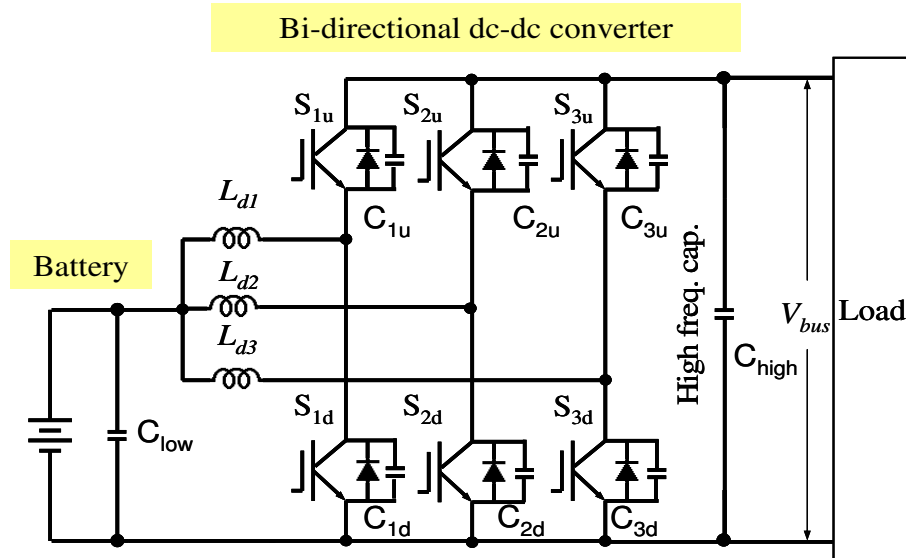 Bi-directional dc-dc converter
S1u
S2u
S3u
C1u
C2u
C3u
Ld1
Battery
Ld2
Ld3
High freq. cap.
Vbus
Load
Chigh
Clow
S1d
S2d
S3d
C1d
C2d
C3d